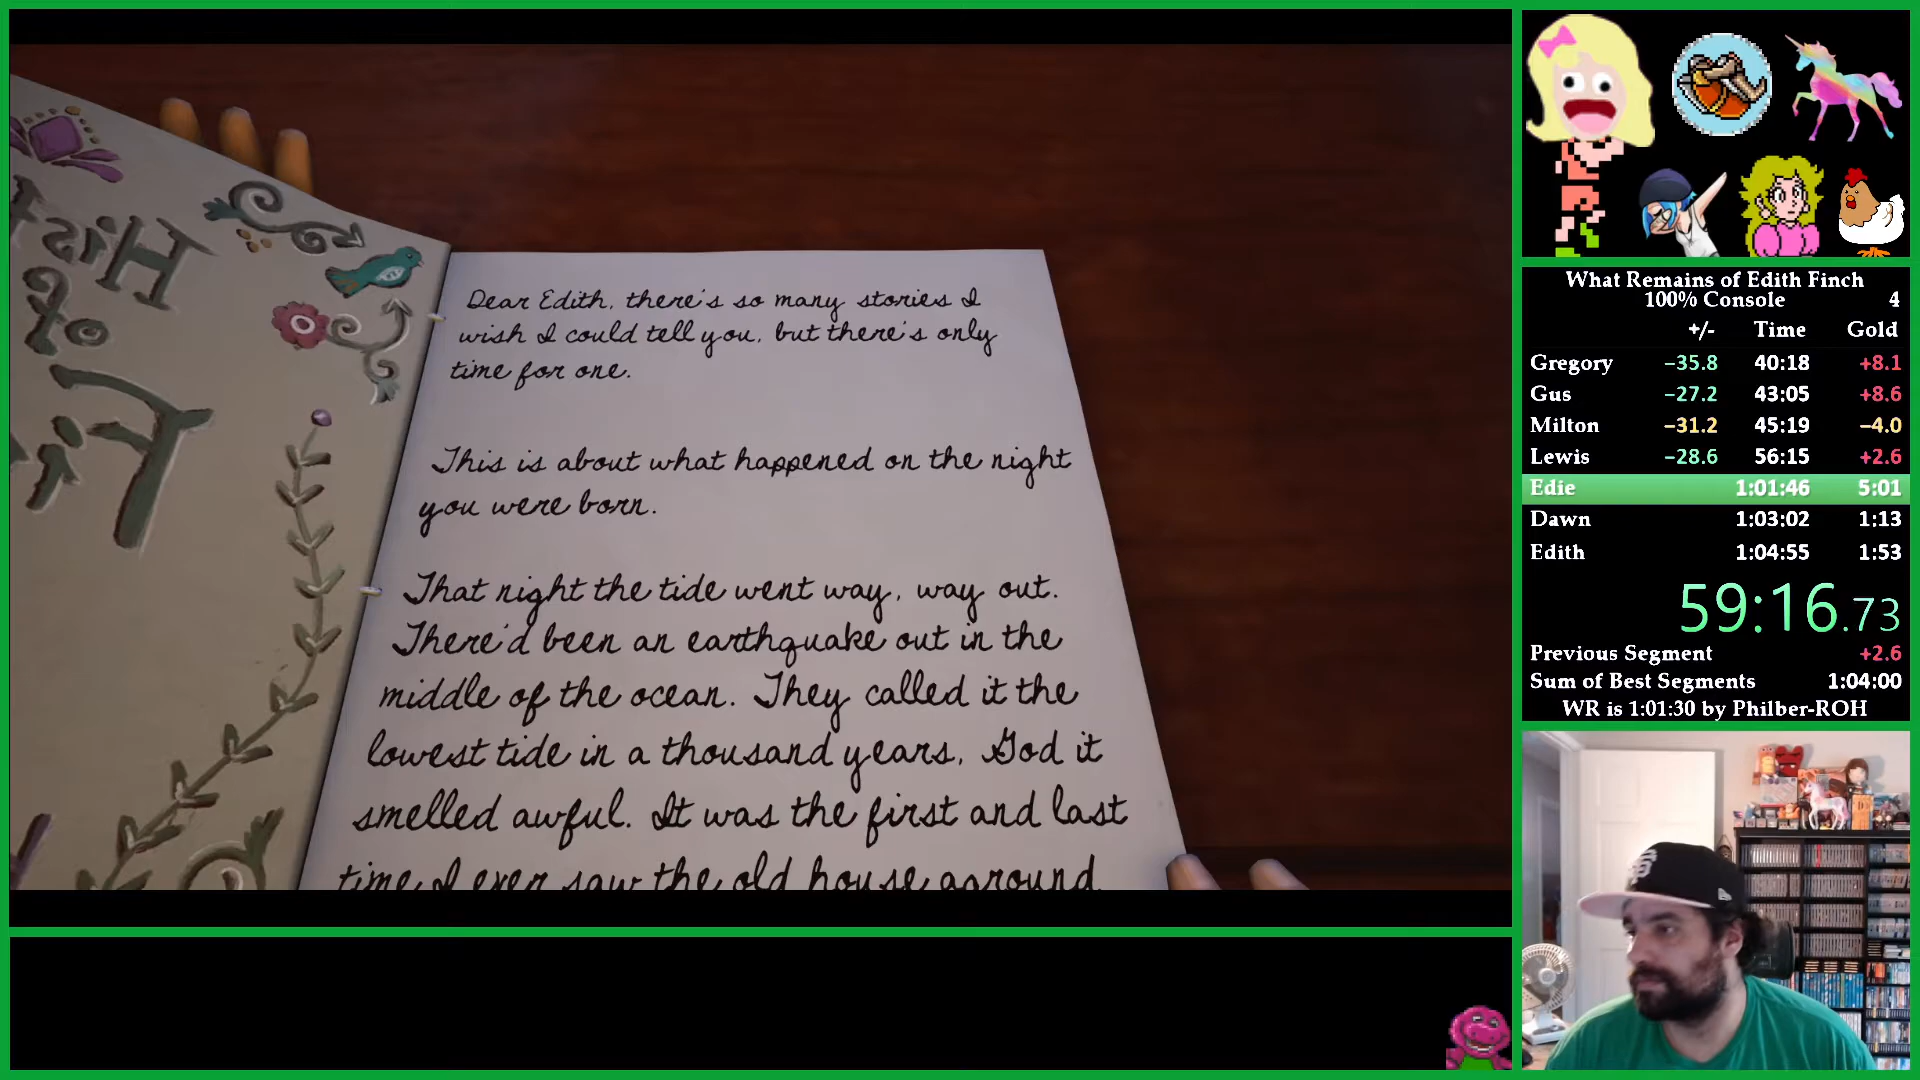 Dear Edith, there's so many stories I
wish I could tell you, but there's only
time for one.
This is about what happened on the night
you were born.
That night the tide went way, way out.
There'd been an earthquake out in the
middle of the ocean. They called it the
lowest tide in a thousand years. God it
smelled awful. It was the first and last
time I ever saw the old house aground
What Remains of Edith Finch
100% Console 4
+/- Time Gold
Gregory −35.8 40:18 +8.1
Gus −27.2 43:05 +8.6
Milton −31.2 45:19 −4.0
Lewis −28.6 56:15 +2.6
Edie 1:01:46 5:01
Dawn 1:03:02 1:13
Edith 1:04:55 1:53
59:16.73
Previous Segment +2.6
Sum of Best Segments 1:04:00
WR is 1:01:30 by Philber-ROH